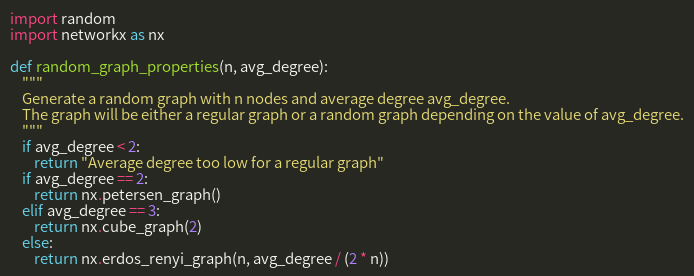 import random
import networkx as nx
def random_graph_properties(n, avg_degree):
"""
Generate a random graph with n nodes and average degree avg_degree.
The graph will be either a regular graph or a random graph depending on the value of avg_degree.
"""
if avg_degree < 2:
return "Average degree too low for a regular graph"
if avg_degree == 2:
return nx.petersen_graph()
elif avg_degree == 3:
return nx.cube_graph(2)
else:
return nx.erdos_renyi_graph(n, avg_degree / (2 * n))